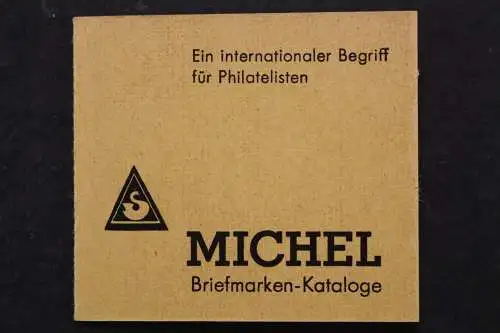 Ein internationaler Begriff
für Philatelisten
MICHEL
Briefmarken-Kataloge